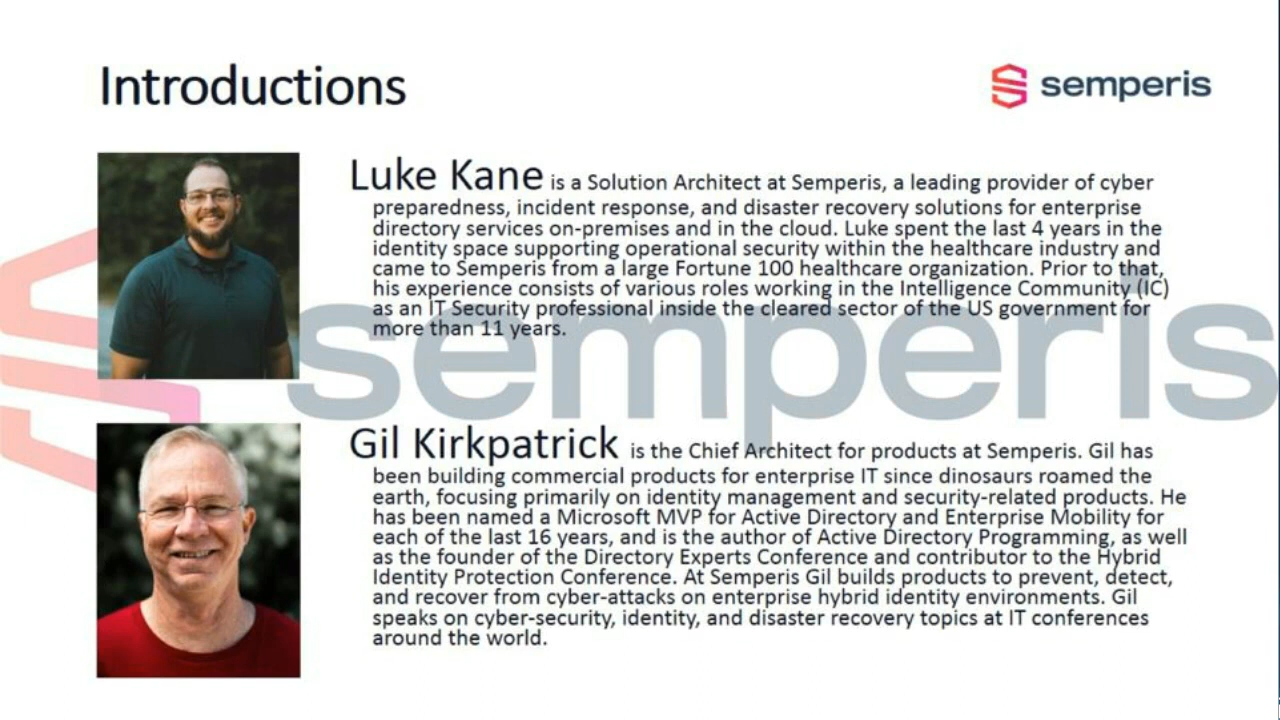 Introductions
semperis
Luke Kane is a Solution Architect at Semperis, a leading provider of cyber
preparedness, incident response, and disaster recovery solutions for enterprise
directory services on-premises and in the cloud. Luke spent the last 4 years in the
identity space supporting operational security within the healthcare industry and
came to Semperis from a large Fortune 100 healthcare organization. Prior to that,
his experience consists of various roles working in the Intelligence Community (IC)
as an IT Security professional inside the cleared sector of the US government for
more than 11 years.
semperis
Gil Kirkpatrick is the Chief Architect for products at Semperis. Gil has
been building commercial products for enterprise IT since dinosaurs roamed the
earth, focusing primarily on identity management and security-related products. He
has been named a Microsoft MVP for Active Directory and Enterprise Mobility for
each of the last 16 years, and is the author of Active Directory Programming, as well
as the founder of the Directory Experts Conference and contributor to the Hybrid
Identity Protection Conference. At Semperis Gil builds products to prevent, detect,
and recover from cyber-attacks on enterprise hybrid identity environments. Gil
speaks on cyber-security, identity, and disaster recovery topics at IT conferences
around the world.